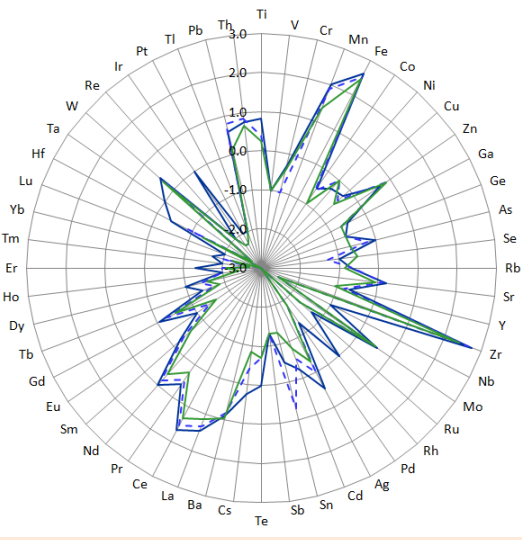 Ti
V
Cr
Mn
Fe
Co
Ni
Cu
Zn
Ga
Ge
As
Se
Rb
Sr
Y
Zr
Nb
Mo
Ru
Rh
Pd
Ag
Cd
Sn
Sb
Te
Cs
Ba
La
Ce
Pr
Nd
Sm
Eu
Gd
Tb
Dy
Ho
Er
Tm
Yb
Lu
Hf
Ta
W
Re
Ir
Pt
Tl
Pb
Th
3.0
2.0
1.0
0.0
-1.0
-2.0
-3.0